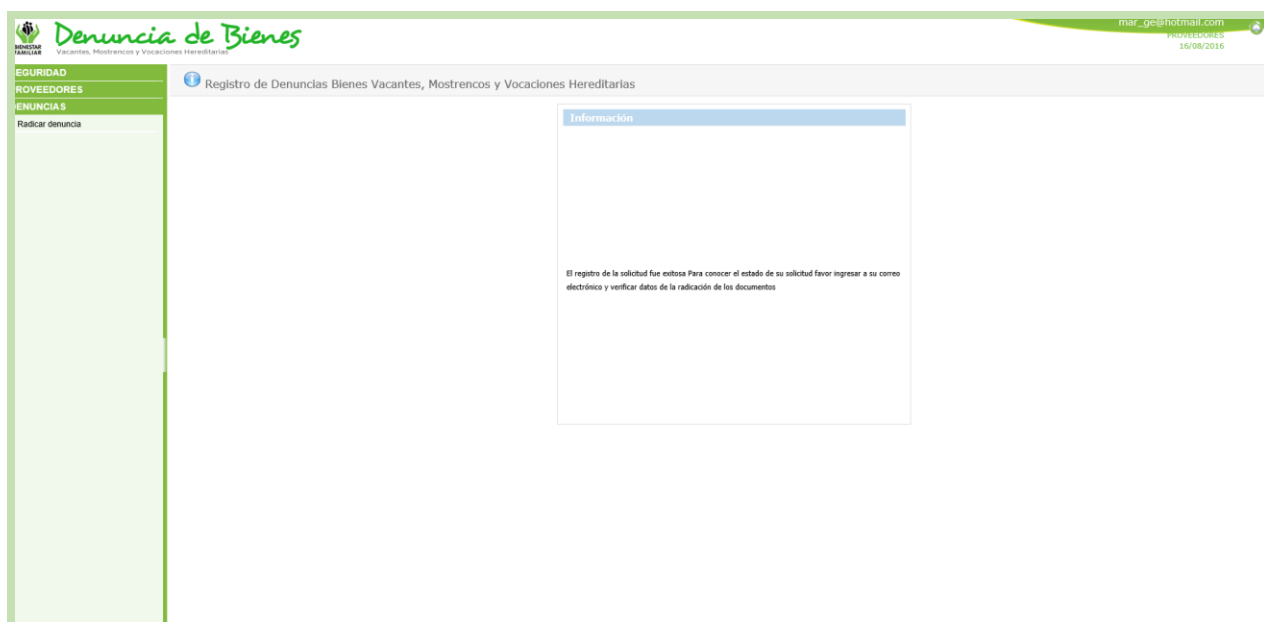 BIENESTAR
FAMILIAR
Denuncia de Bienes
Vacantes, Mostrencos y Vocaciones Hereditarias
mar_ge@hotmail.com
PROVEEDORES
16/08/2016
EGURIDAD
ROVEEDORES
ENUNCIAS
Radicar denuncia
Registro de Denuncias Bienes Vacantes, Mostrencos y Vocaciones Hereditarias
Información
El registro de la solicitud fue exitosa Para conocer el estado de su solicitud favor ingresar a su correo
electrónico y verificar datos de la radicación de los documentos